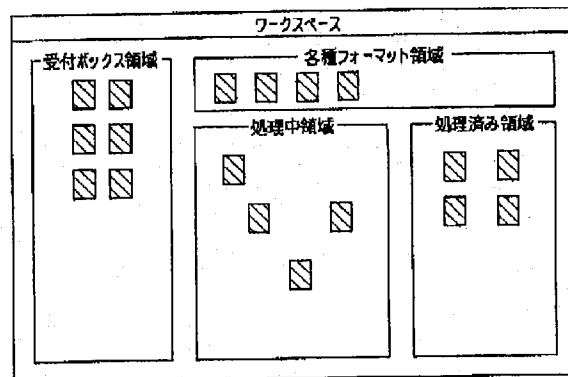 ワークスペース
受付ボックス領域
各種フォーマット領域
処理中領域
処理済み領域